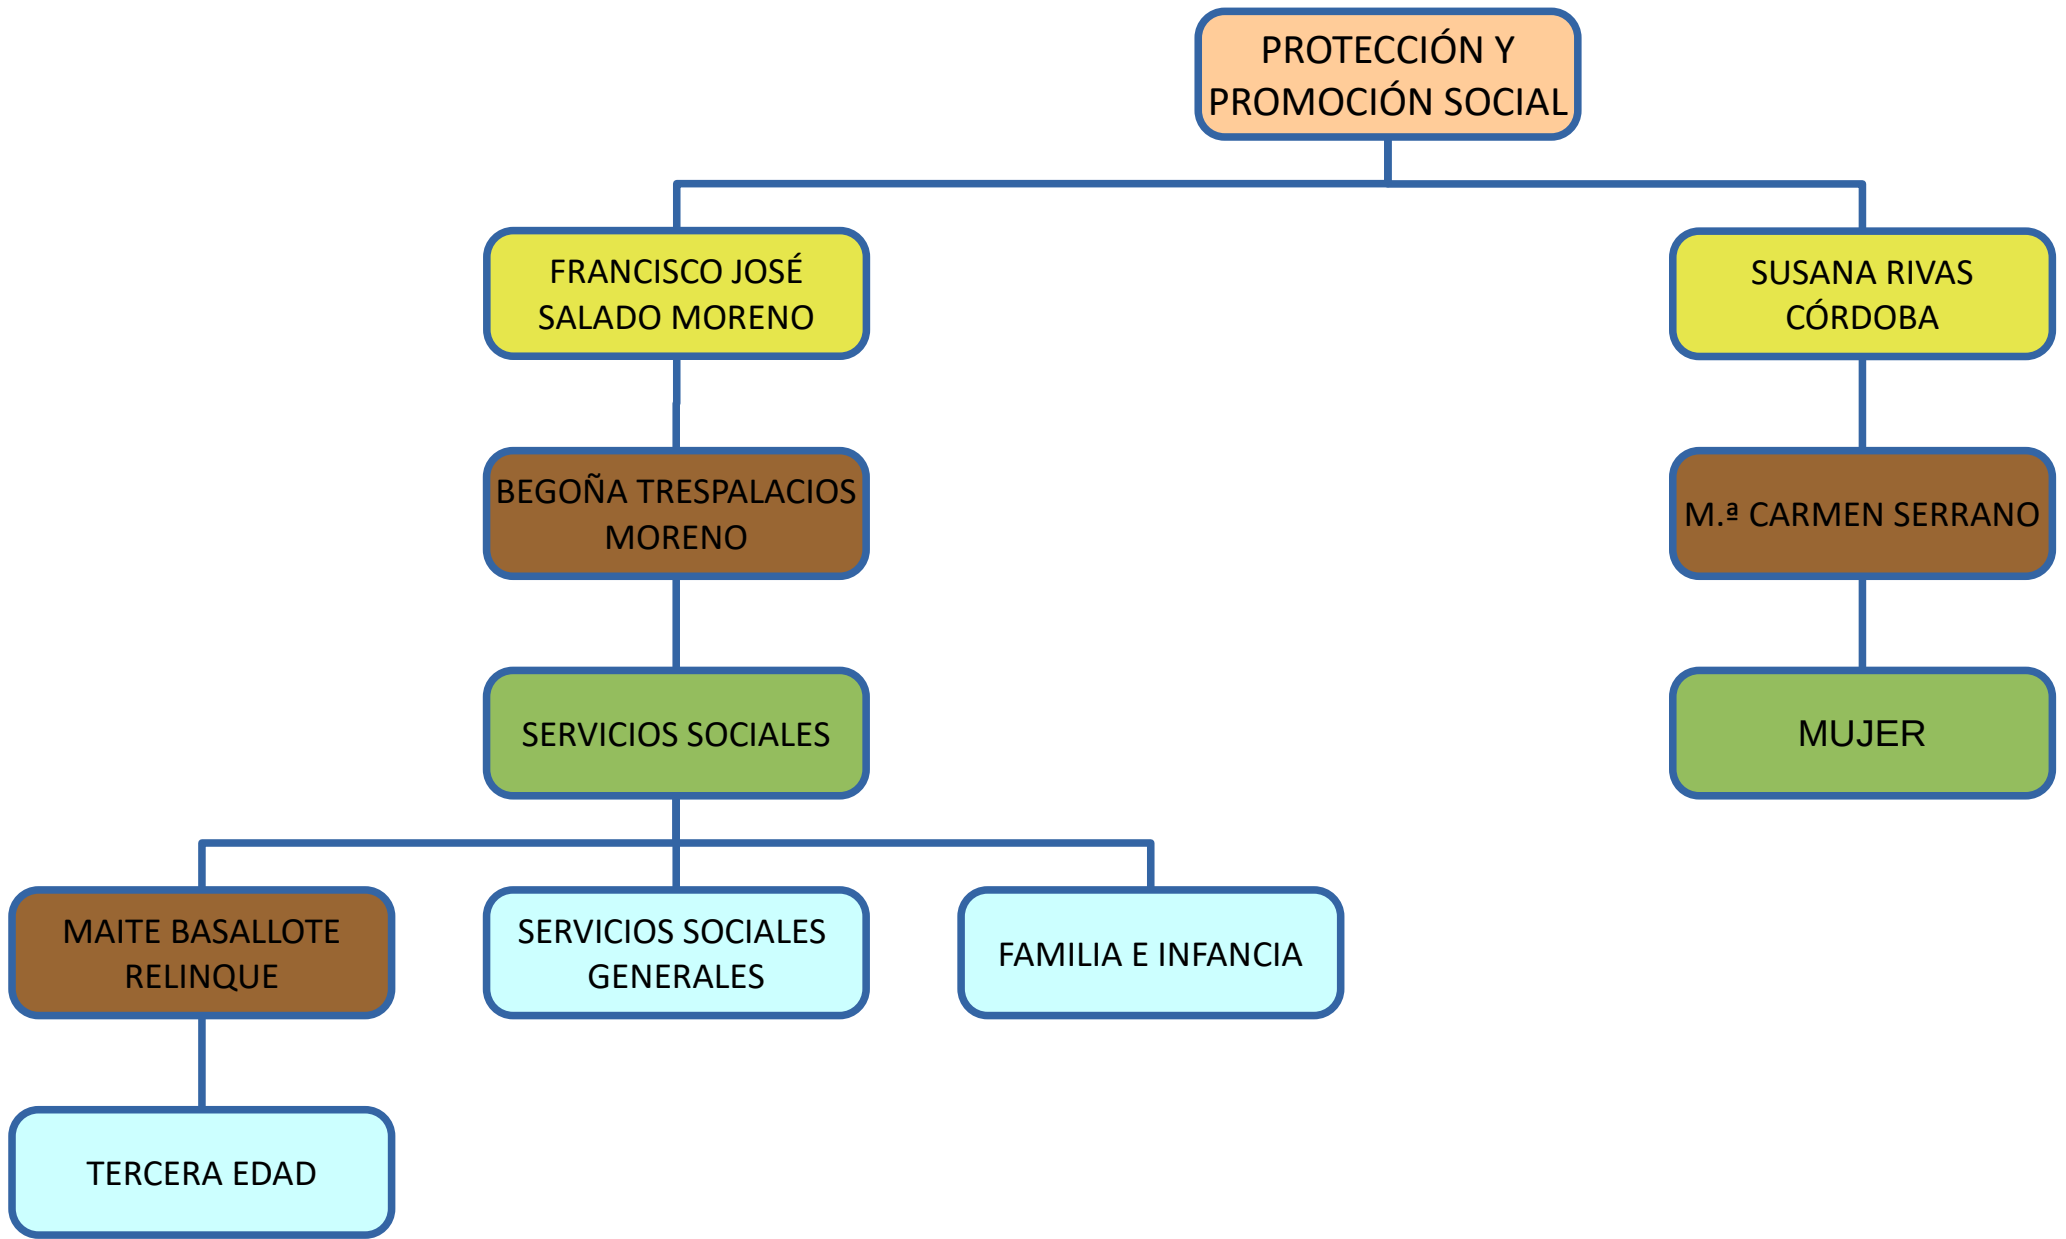 PROTECCIÓN Y
PROMOCIÓN SOCIAL
FRANCISCO JOSÉ
SALADO MORENO
SUSANA RIVAS
CÓRDOBA
BEGOÑA TRESPALACIOS
MORENO
M.ª CARMEN SERRANO
SERVICIOS SOCIALES
MUJER
MAITE BASALLOTE
RELINQUE
SERVICIOS SOCIALES
GENERALES
FAMILIA E INFANCIA
TERCERA EDAD